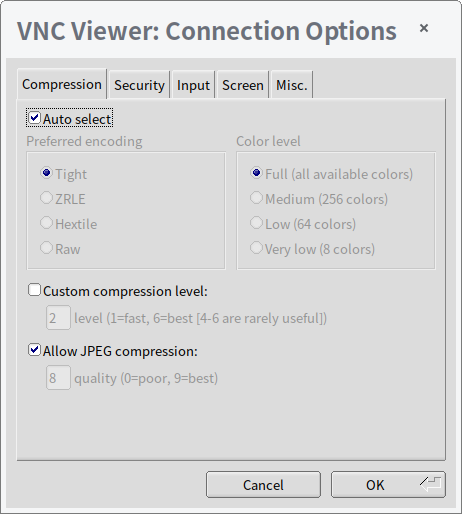 VNC Viewer: Connection Options ×
Compression Security Input Screen Misc.
Auto select
Preferred encoding Color level
Tight Full (all available colors)
ZRLE Medium (256 colors)
Hextile Low (64 colors)
Raw Very low (8 colors)
Custom compression level:
2 level (1=fast, 6=best [4-6 are rarely useful])
Allow JPEG compression:
8 quality (0=poor, 9=best)
Cancel OK